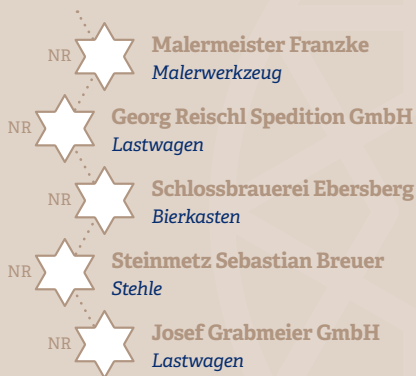 NR
Malermeister Franzke
Malerwerkzeug
NR
Georg Reischl Spedition GmbH
Lastwagen
NR
Schlossbrauerei Ebersberg
Bierkasten
NR
Steinmetz Sebastian Breuer
Stehle
NR
Josef Grabmeier GmbH
Lastwagen